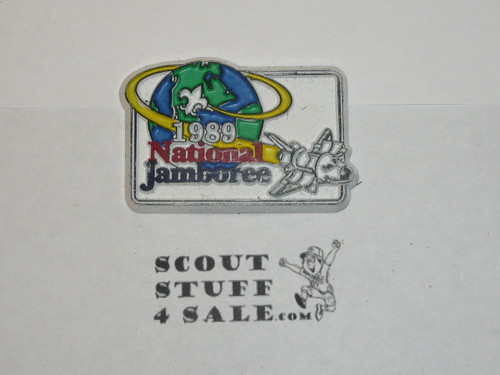 1989
National
Jamboree
SCOUT
STUFF
4 SALE.COM